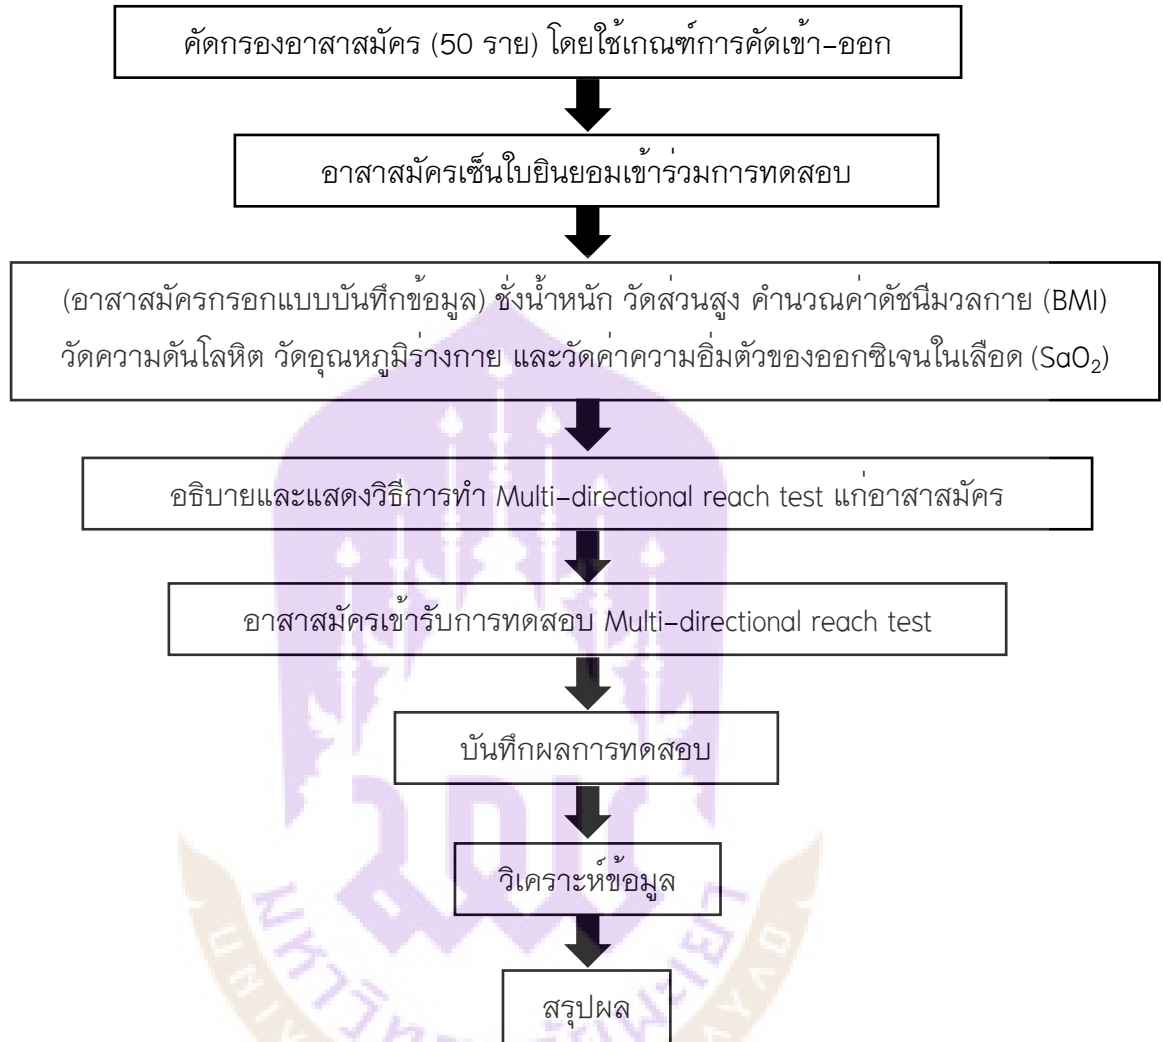 คัดกรองอาสาสมัคร (50 ราย) โดยใช้เกณฑ์การคัดเข้า-ออก
อาสาสมัครเซ็นใบยินยอมเข้าร่วมการทดสอบ
(อาสาสมัครกรอกแบบบันทึกข้อมูล) ชั่งน้ำหนัก วัดส่วนสูง คำนวณค่าดัชนีมวลกาย (BMI)
วัดความดันโลหิต วัดอุณหภูมิร่างกาย และวัดค่าความอิ่มตัวของออกซิเจนในเลือด (SaO₂)
อธิบายและแสดงวิธีการทำ Multi-directional reach test แก่อาสาสมัคร
อาสาสมัครเข้ารับการทดสอบ Multi-directional reach test
บันทึกผลการทดสอบ
วิเคราะห์ข้อมูล
สรุปผล